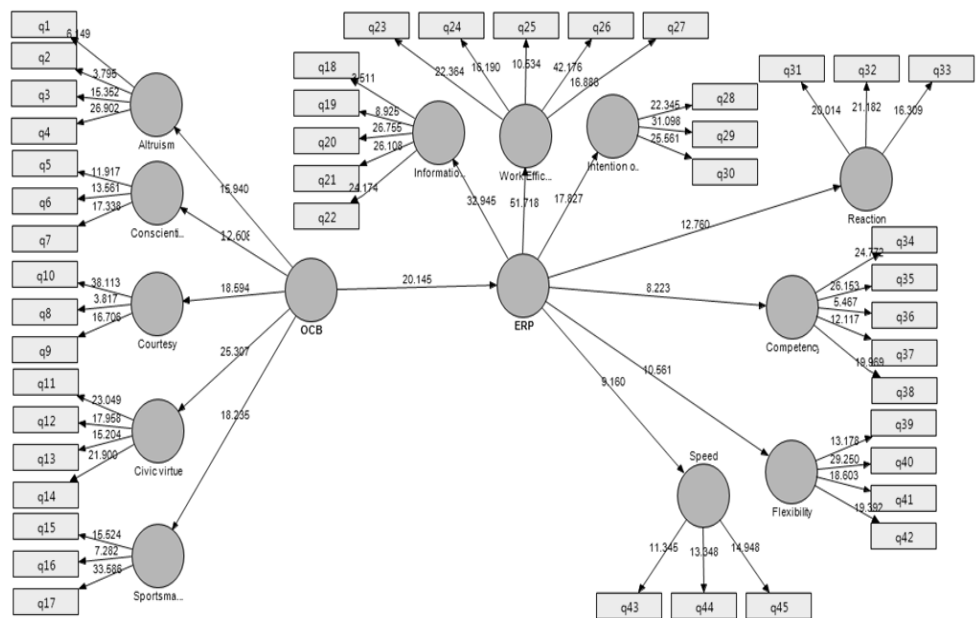 q1
6.149
q2
3.795
q3
15.352
q4
26.902
Altruism
q5
11.917
q6
13.561
q7
17.338
Conscienti..
q10
38.113
q8
3.817
q9
16.706
Courtesy
q11
23.049
q12
17.958
q13
15.204
q14
21.900
Civic virtue
q15
15.524
q16
7.282
q17
33.586
Sportsma...
15.940
18.594
25.307
18.235
OCB
20.145
ERP
q18
q19
8.925
q20
26.755
q21
26.108
q22
24.174
Informatio..
32.945
q23
q24
q25
q26
q27
22.364
16.190
10.534
42.176
16.886
Work Effic..
51.718
q28
22.345
q29
31.098
q30
25.561
Intention o..
17.827
q31
q32
q33
20.014
21.182
16.309
Reaction
12.760
8.223
q34
24.772
q35
26.153
q36
5.467
q37
12.117
q38
19.969
Competency
10.561
9.160
q39
13.178
q40
29.250
q41
18.603
q42
19.392
Flexibility
Speed
11.345
13.348
14.948
q43
q44
q45